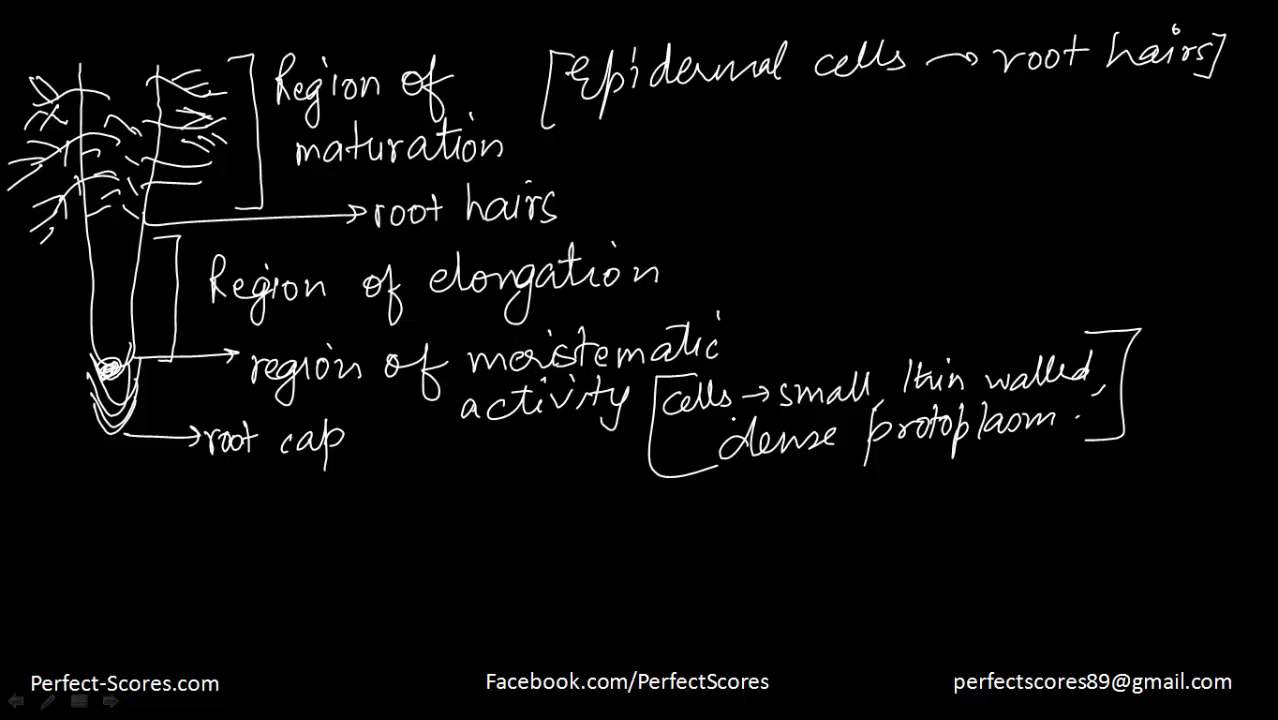 Region of
maturation
[Epidermal cells → root hairs]
→ root hairs
Region of elongation
→ region of meristematic
activity
[cells → small, thin walled,
dense protoplasm.]
→ root cap
Perfect-Scores.com
Facebook.com/PerfectScores
perfectscores89@gmail.com